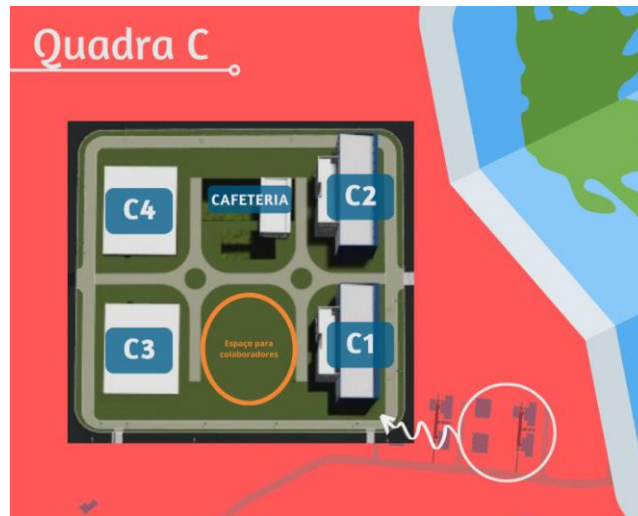 Quadra C
C4
CAFETERIA
C2
C3
Espaço para
colaboradores
C1